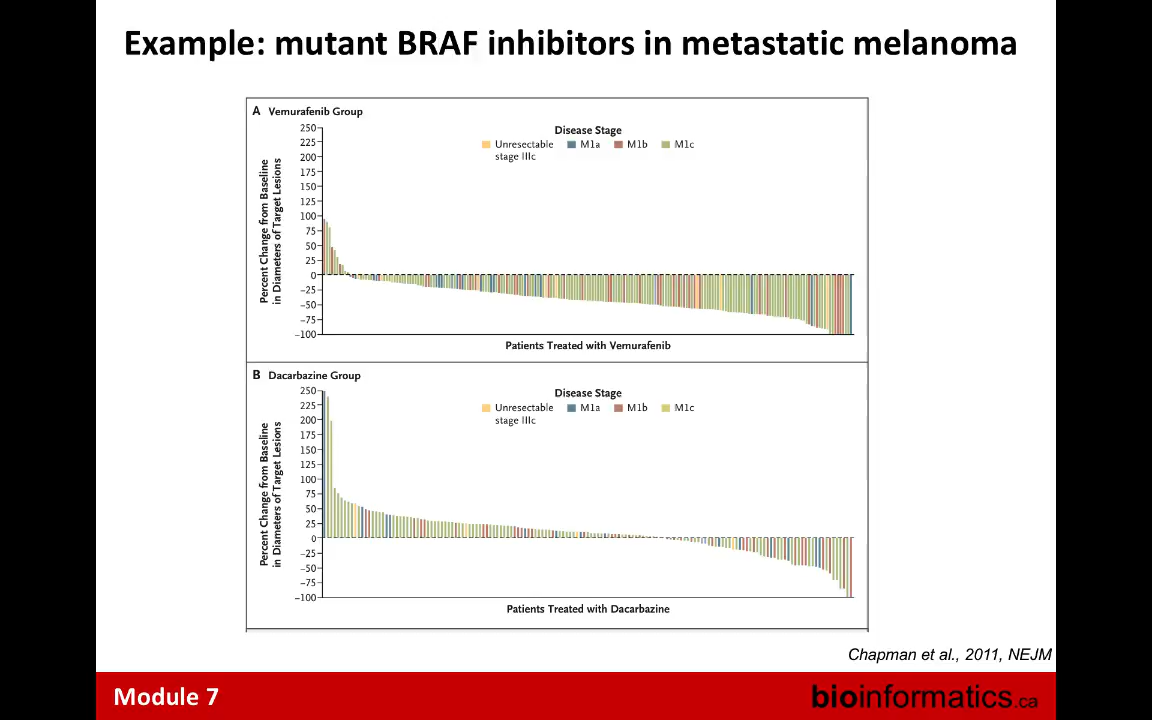 Example: mutant BRAF inhibitors in metastatic melanoma
A Vemurafenib Group
Disease Stage
Unresectable stage IIIc M1a M1b M1c
250
225
200
175
150
125
100
75
50
25
0
−25
−50
−75
−100
Percent Change from Baseline
in Diameters of Target Lesions
Patients Treated with Vemurafenib
B Dacarbazine Group
Disease Stage
Unresectable stage IIIc M1a M1b M1c
250
225
200
175
150
125
100
75
50
25
0
−25
−50
−75
−100
Percent Change from Baseline
in Diameters of Target Lesions
Patients Treated with Dacarbazine
Chapman et al., 2011, NEJM
Module 7
bioinformatics.ca